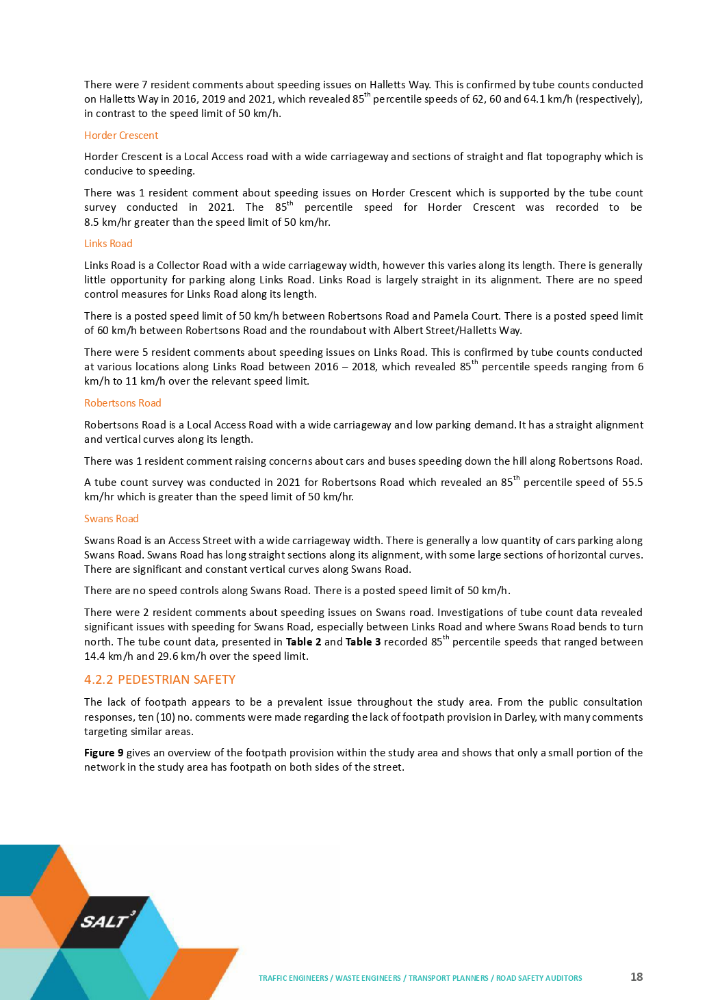 There were 7 resident comments about speeding issues on Halletts Way. This is confirmed by tube counts conducted
on Halletts Way in 2016, 2019 and 2021, which revealed 85th percentile speeds of 62, 60 and 64.1 km/h (respectively),
in contrast to the speed limit of 50 km/h.
Horder Crescent
Horder Crescent is a Local Access road with a wide carriageway and sections of straight and flat topography which is
conducive to speeding.
There was 1 resident comment about speeding issues on Horder Crescent which is supported by the tube count
survey conducted in 2021. The 85th percentile speed for Horder Crescent was recorded to be
8.5 km/hr greater than the speed limit of 50 km/hr.
Links Road
Links Road is a Collector Road with a wide carriageway width, however this varies along its length. There is generally
little opportunity for parking along Links Road. Links Road is largely straight in its alignment. There are no speed
control measures for Links Road along its length.
There is a posted speed limit of 50 km/h between Robertsons Road and Pamela Court. There is a posted speed limit
of 60 km/h between Robertsons Road and the roundabout with Albert Street/Halletts Way.
There were 5 resident comments about speeding issues on Links Road. This is confirmed by tube counts conducted
at various locations along Links Road between 2016 – 2018, which revealed 85th percentile speeds ranging from 6
km/h to 11 km/h over the relevant speed limit.
Robertsons Road
Robertsons Road is a Local Access Road with a wide carriageway and low parking demand. It has a straight alignment
and vertical curves along its length.
There was 1 resident comment raising concerns about cars and buses speeding down the hill along Robertsons Road.
A tube count survey was conducted in 2021 for Robertsons Road which revealed an 85th percentile speed of 55.5
km/hr which is greater than the speed limit of 50 km/hr.
Swans Road
Swans Road is an Access Street with a wide carriageway width. There is generally a low quantity of cars parking along
Swans Road. Swans Road has long straight sections along its alignment, with some large sections of horizontal curves.
There are significant and constant vertical curves along Swans Road.
There are no speed controls along Swans Road. There is a posted speed limit of 50 km/h.
There were 2 resident comments about speeding issues on Swans road. Investigations of tube count data revealed
significant issues with speeding for Swans Road, especially between Links Road and where Swans Road bends to turn
north. The tube count data, presented in Table 2 and Table 3 recorded 85th percentile speeds that ranged between
14.4 km/h and 29.6 km/h over the speed limit.
4.2.2 PEDESTRIAN SAFETY
The lack of footpath appears to be a prevalent issue throughout the study area. From the public consultation
responses, ten (10) no. comments were made regarding the lack of footpath provision in Darley, with many comments
targeting similar areas.
Figure 9 gives an overview of the footpath provision within the study area and shows that only a small portion of the
network in the study area has footpath on both sides of the street.
SALT3
TRAFFIC ENGINEERS / WASTE ENGINEERS / TRANSPORT PLANNERS / ROAD SAFETY AUDITORS
18